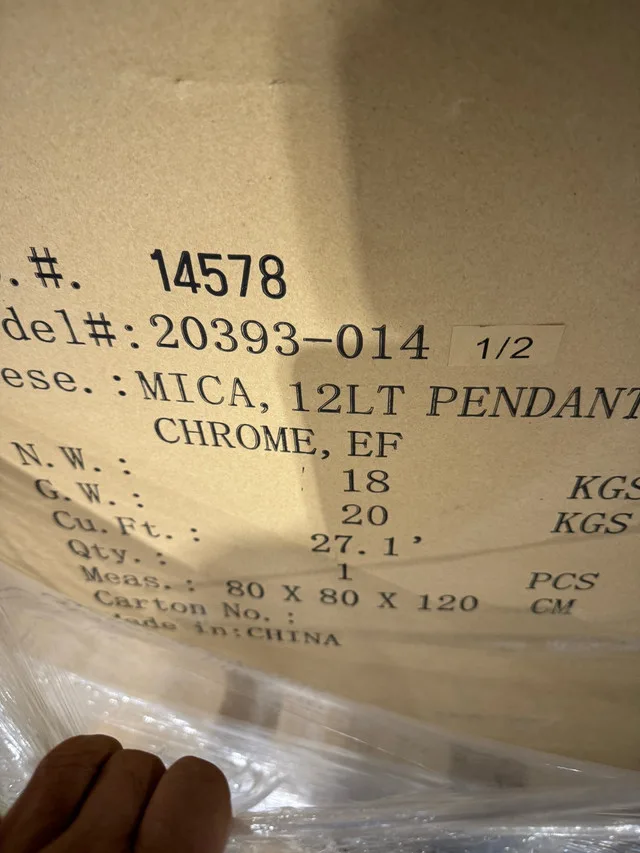 .#. 14578
del#: 20393-014 1/2
ese.: MICA, 12LT PENDANT
CHROME, EF
N.W.: 18 KGS
G.W.: 20 KGS
Cu.Ft.: 27.1'
Qty.: 1 PCS
Meas.: 80 X 80 X 120 CM
Carton No.:
Made in:CHINA